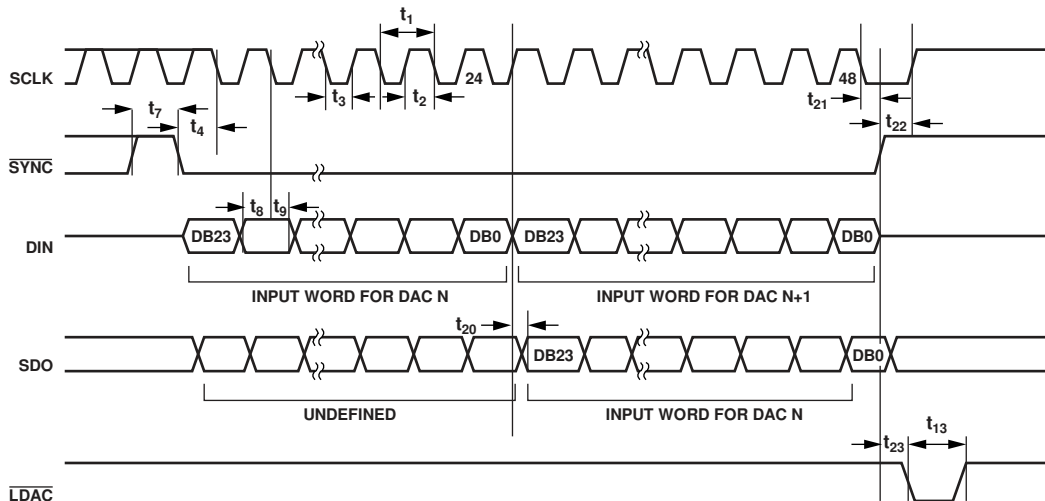 t1
SCLK
24
48
t3
t2
t21
t7
t4
t22
SYNC
t8
t9
DIN
DB23
DB0
DB23
DB0
INPUT WORD FOR DAC N
INPUT WORD FOR DAC N+1
t20
SDO
DB23
DB0
UNDEFINED
INPUT WORD FOR DAC N
t23
t13
LDAC